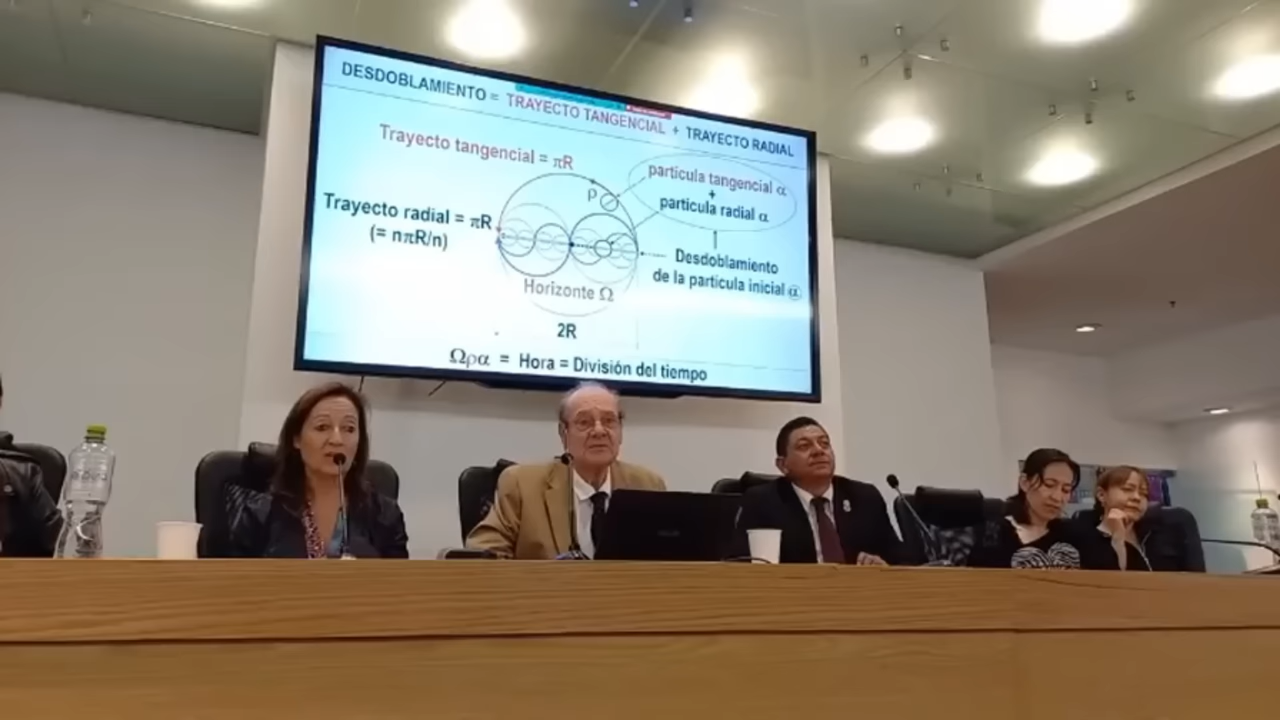 DESDOBLAMIENTO = TRAYECTO TANGENCIAL + TRAYECTO RADIAL
Trayecto tangencial = πR
ρ
partícula tangencial α
+
partícula radial α
Trayecto radial = πR
(= nπR/n)
Desdoblamiento
de la partícula inicial α
Horizonte Ω
2R
Ωρα = Hora = División del tiempo